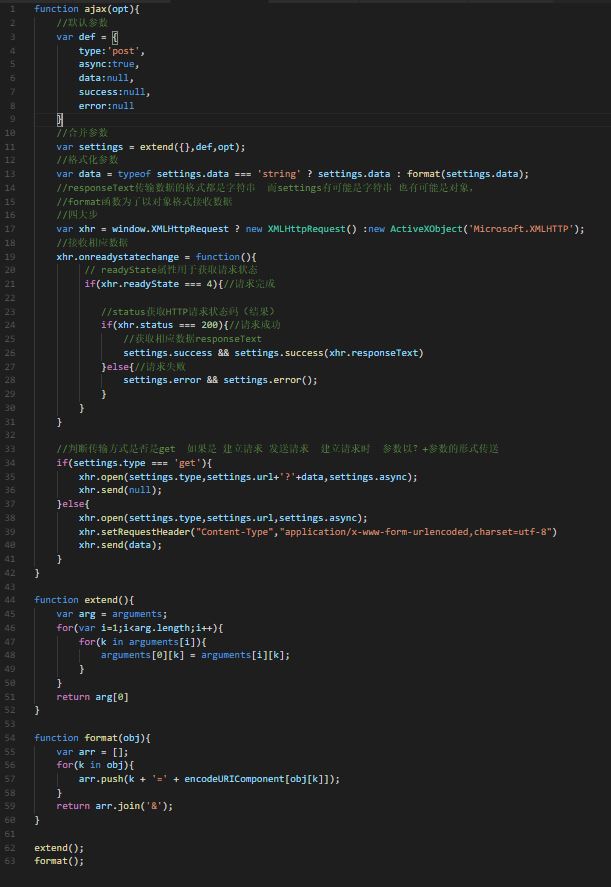 1 function ajax(opt){
2 //默认参数
3 var def = {
4 type:'post',
5 async:true,
6 data:null,
7 success:null,
8 error:null
9 }
10 //合并参数
11 var settings = extend({},def,opt);
12 //格式化参数
13 var data = typeof settings.data === 'string' ? settings.data : format(settings.data);
14 //responseText传输数据的格式都是字符串  而settings有可能是字符串 也有可能是对象,
15 //format函数为了以对象格式接收数据
16 //四大步
17 var xhr = window.XMLHttpRequest ? new XMLHttpRequest() :new ActiveXObject('Microsoft.XMLHTTP');
18 //接收相应数据
19 xhr.onreadystatechange = function(){
20 // readyState属性用于获取请求状态
21 if(xhr.readyState === 4){//请求完成
22
23 //status获取HTTP请求状态码（结果）
24 if(xhr.status === 200){//请求成功
25 //获取相应数据responseText
26 settings.success && settings.success(xhr.responseText)
27 }else{//请求失败
28 settings.error && settings.error();
29 }
30 }
31 }
32
33 //判断传输方式是否是get  如果是 建立请求 发送请求  建立请求时  参数以? +参数的形式传送
34 if(settings.type === 'get'){
35 xhr.open(settings.type,settings.url+'?'+data,settings.async);
36 xhr.send(null);
37 }else{
38 xhr.open(settings.type,settings.url,settings.async);
39 xhr.setRequestHeader("Content-Type","application/x-www-form-urlencoded,charset=utf-8")
40 xhr.send(data);
41 }
42 }
43
44 function extend(){
45 var arg = arguments;
46 for(var i=1;i<arg.length;i++){
47 for(k in arguments[i]){
48 arguments[0][k] = arguments[i][k];
49 }
50 }
51 return arg[0]
52 }
53
54 function format(obj){
55 var arr = [];
56 for(k in obj){
57 arr.push(k + '=' + encodeURIComponent[obj[k]]);
58 }
59 return arr.join('&');
60 }
61
62 extend();
63 format();